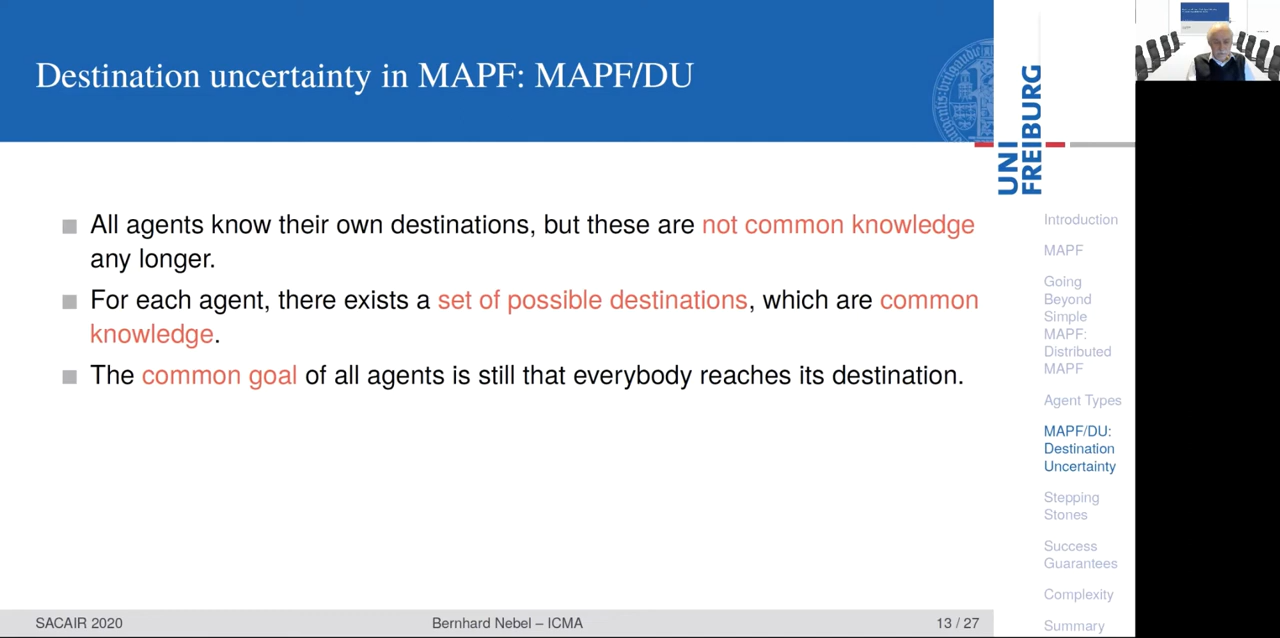 Destination uncertainty in MAPF: MAPF/DU
UNI
FREIBURG
All agents know their own destinations, but these are not common knowledge
any longer.
For each agent, there exists a set of possible destinations, which are common
knowledge.
The common goal of all agents is still that everybody reaches its destination.
Introduction
MAPF
Going
Beyond
Simple
MAPF:
Distributed
MAPF
Agent Types
MAPF/DU:
Destination
Uncertainty
Stepping
Stones
Success
Guarantees
Complexity
Summary
SACAIR 2020
Bernhard Nebel – ICMA
13 / 27